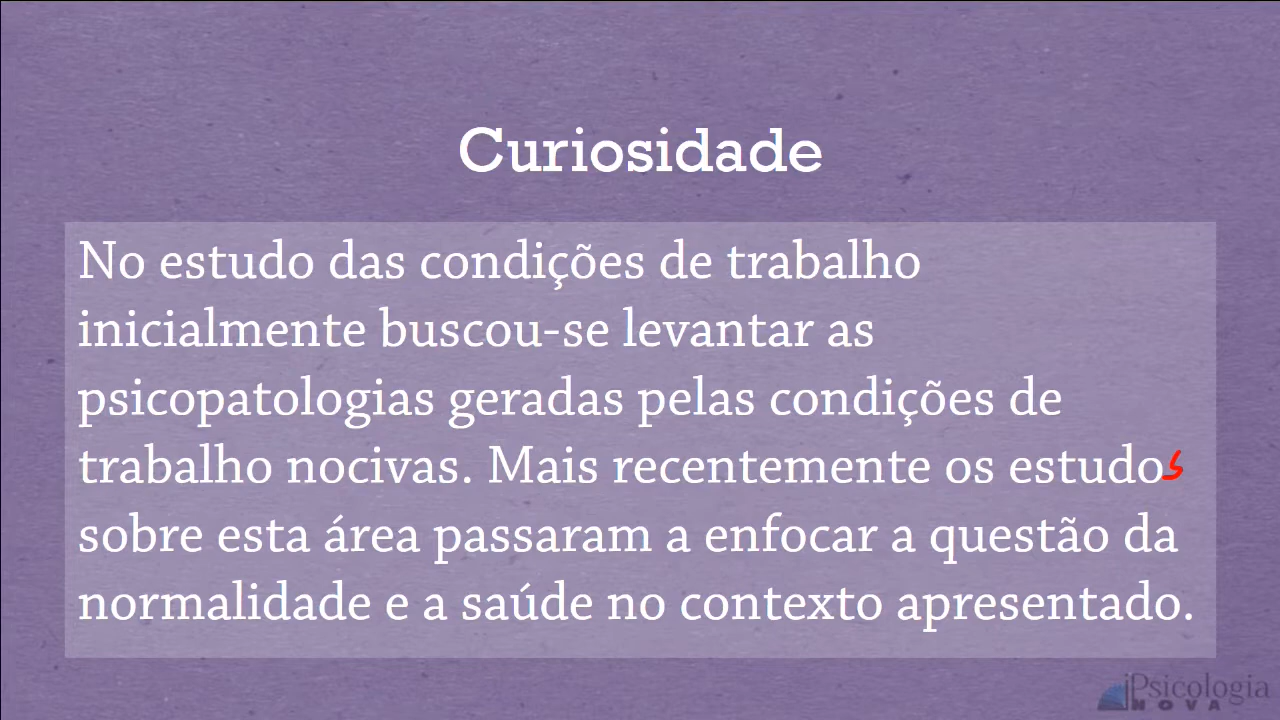 Curiosidade
No estudo das condições de trabalho
inicialmente buscou-se levantar as
psicopatologias geradas pelas condições de
trabalho nocivas. Mais recentemente os estudos
sobre esta área passaram a enfocar a questão da
normalidade e a saúde no contexto apresentado.
Psicologia
NOVA